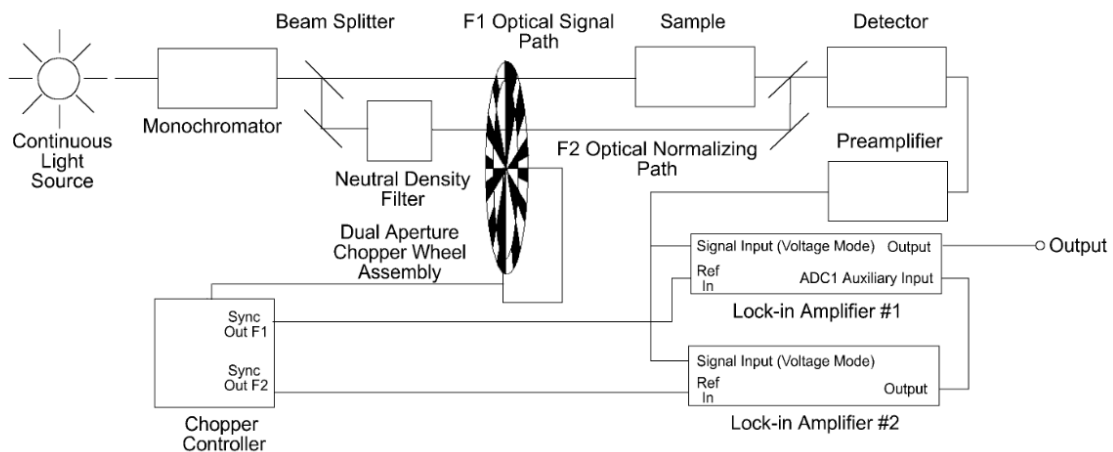 Beam Splitter
F1 Optical Signal
Path
Sample
Detector
Continuous
Light
Source
Monochromator
Neutral Density
Filter
F2 Optical Normalizing
Path
Preamplifier
Dual Aperture
Chopper Wheel
Assembly
Signal Input (Voltage Mode) Output
Ref
In
ADC1 Auxiliary Input
Output
Lock-in Amplifier #1
Sync
Out F1
Sync
Out F2
Chopper
Controller
Signal Input (Voltage Mode)
Ref
In
Output
Lock-in Amplifier #2